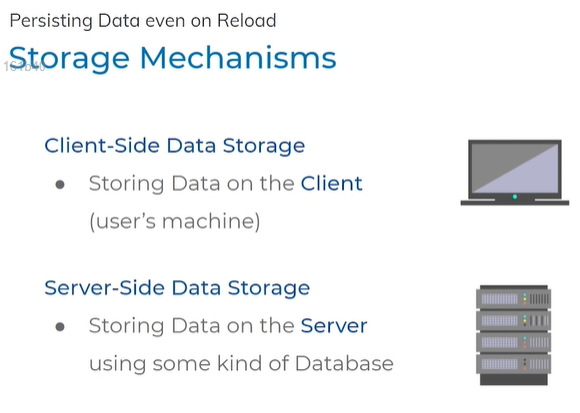 Persisting Data even on Reload
Storage Mechanisms
Client-Side Data Storage
● Storing Data on the Client
(user's machine)
Server-Side Data Storage
● Storing Data on the Server
using some kind of Database